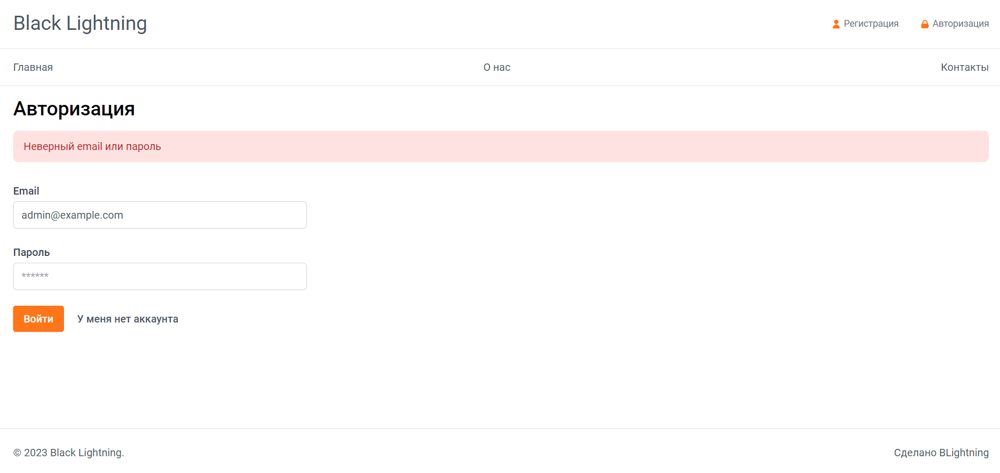 Black Lightning
Регистрация Авторизация
Главная О нас Контакты
Авторизация
Неверный email или пароль
Email
admin@example.com
Пароль
******
Войти У меня нет аккаунта
© 2023 Black Lightning. Сделано BLightning